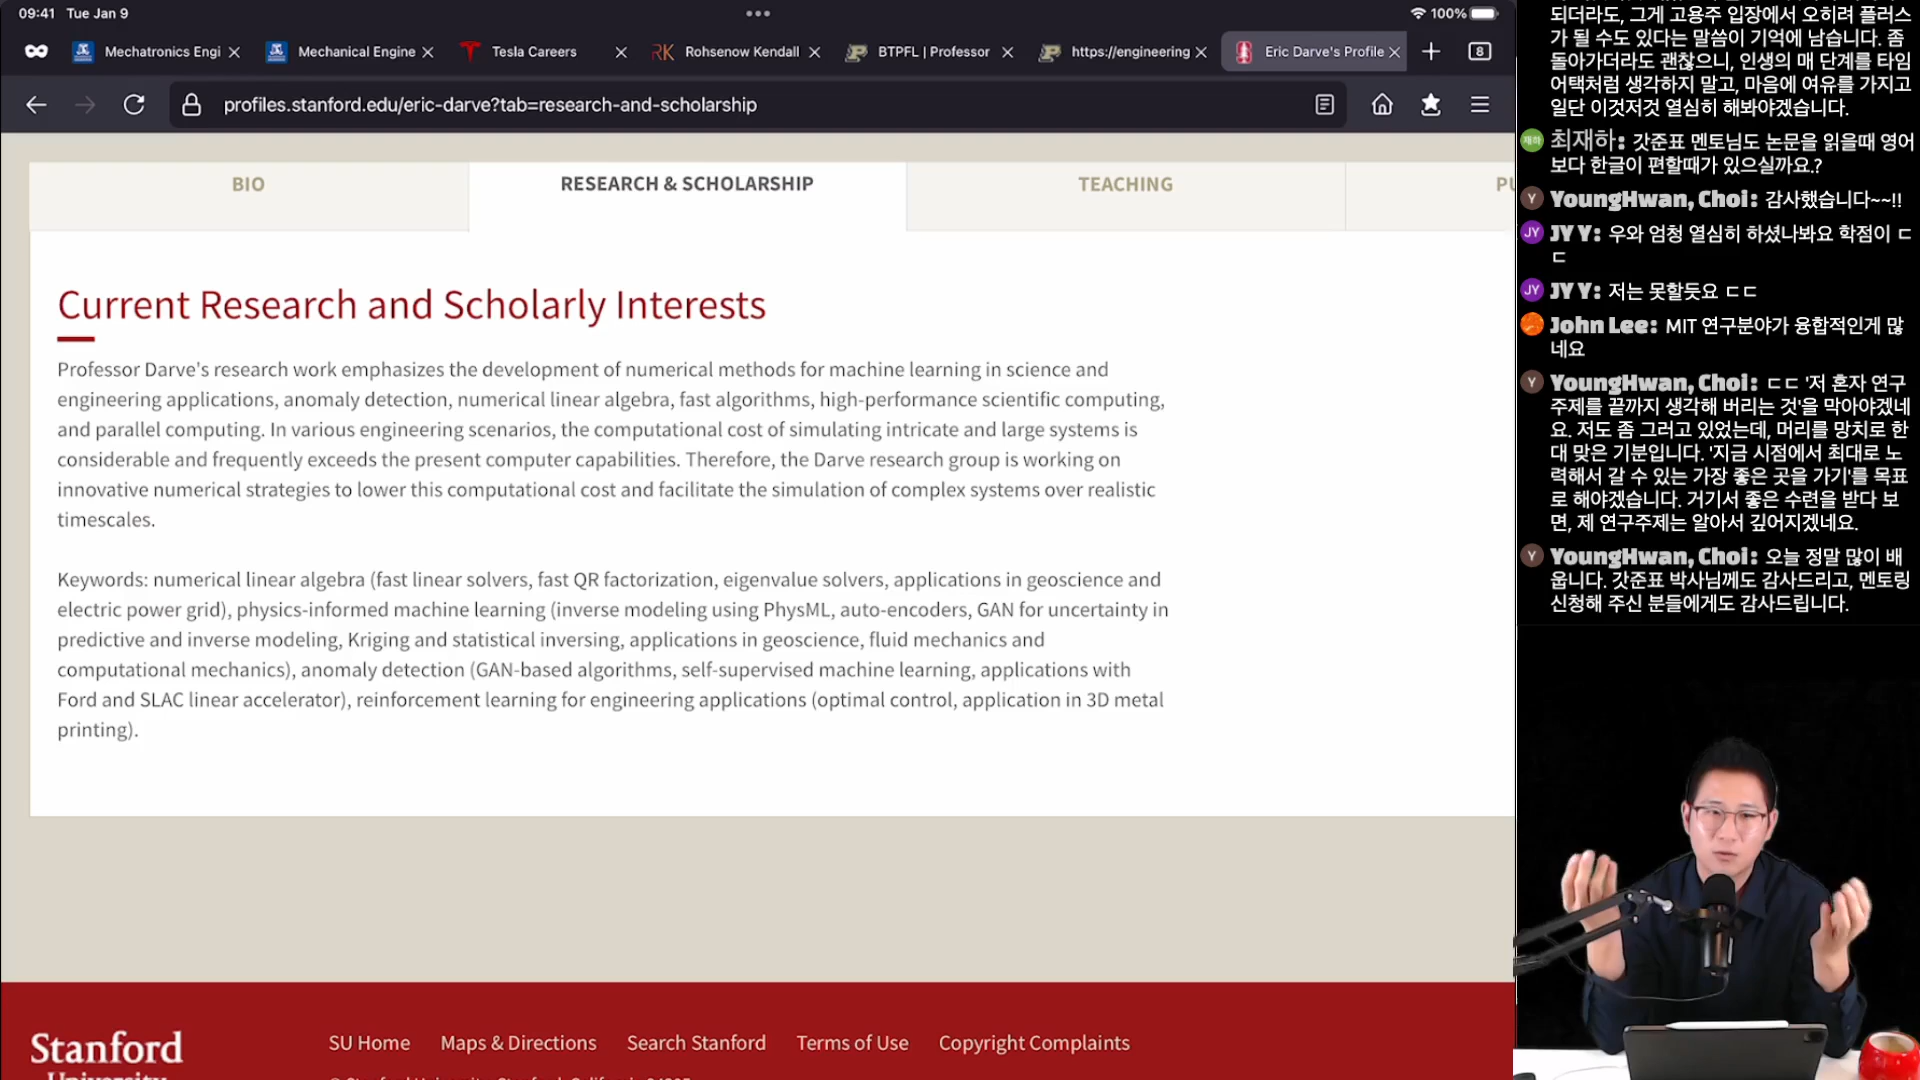 09:41 Tue Jan 9
100%
Mechatronics Engi
Mechanical Engine
Tesla Careers
RK Rohsenow Kendall
BTPFL | Professor
https://engineering
Eric Darve's Profile
8
profiles.stanford.edu/eric-darve?tab=research-and-scholarship
BIO
RESEARCH & SCHOLARSHIP
TEACHING
Current Research and Scholarly Interests
Professor Darve's research work emphasizes the development of numerical methods for machine learning in science and
engineering applications, anomaly detection, numerical linear algebra, fast algorithms, high-performance scientific computing,
and parallel computing. In various engineering scenarios, the computational cost of simulating intricate and large systems is
considerable and frequently exceeds the present computer capabilities. Therefore, the Darve research group is working on
innovative numerical strategies to lower this computational cost and facilitate the simulation of complex systems over realistic
timescales.
Keywords: numerical linear algebra (fast linear solvers, fast QR factorization, eigenvalue solvers, applications in geoscience and
electric power grid), physics-informed machine learning (inverse modeling using PhysML, auto-encoders, GAN for uncertainty in
predictive and inverse modeling, Kriging and statistical inversing, applications in geoscience, fluid mechanics and
computational mechanics), anomaly detection (GAN-based algorithms, self-supervised machine learning, applications with
Ford and SLAC linear accelerator), reinforcement learning for engineering applications (optimal control, application in 3D metal
printing).
Stanford
University
SU Home
Maps & Directions
Search Stanford
Terms of Use
Copyright Complaints
되더라도, 그게 고용주 입장에서 오히려 플러스
가 될 수도 있다는 말씀이 기억에 남습니다. 좀
돌아가더라도 괜찮으니, 인생의 매 단계를 타임
어택처럼 생각하지 말고, 마음에 여유를 가지고
일단 이것저것 열심히 해봐야겠습니다.
재하 최재하: 갓준표 멘토님도 논문을 읽을때 영어
보다 한글이 편할때가 있으실까요.?
Y YoungHwan, Choi: 감사했습니다~~!!
JY JY Y: 우와 엄청 열심히 하셨나봐요 학점이 ㄷ
ㄷ
JY JY Y: 저는 못할듯요 ㄷㄷ
John Lee: MIT 연구분야가 융합적인게 많
네요
Y YoungHwan, Choi: ㄷㄷ '저 혼자 연구
주제를 끝까지 생각해 버리는 것'을 막아야겠네
요. 저도 좀 그러고 있었는데, 머리를 망치로 한
대 맞은 기분입니다. '지금 시점에서 최대로 노
력해서 갈 수 있는 가장 좋은 곳을 가기'를 목표
로 해야겠습니다. 거기서 좋은 수련을 받다 보
면, 제 연구주제는 알아서 깊어지겠네요.
Y YoungHwan, Choi: 오늘 정말 많이 배
웁니다. 갓준표 박사님께도 감사드리고, 멘토링
신청해 주신 분들에게도 감사드립니다.